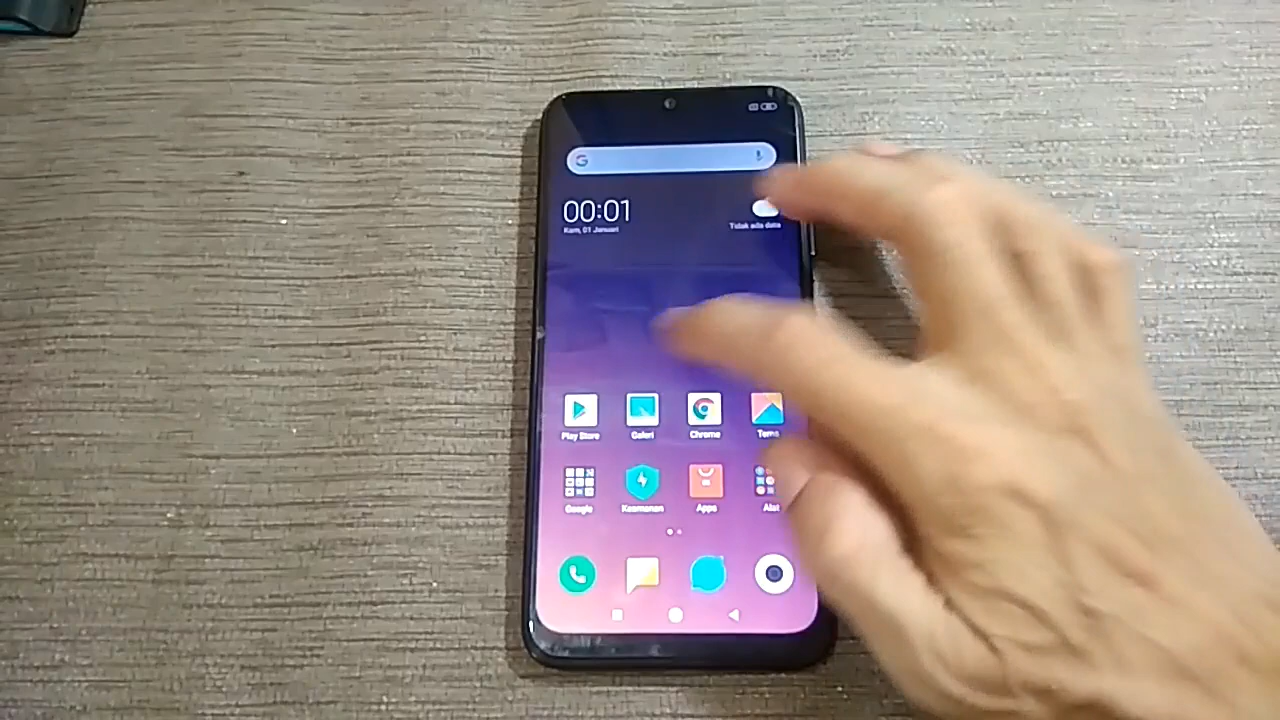 G
00:01
Kam, 01 Januari
Tidak ada data
Play Store
Galeri
Chrome
Tema
Google
Keamanan
Apps
Alat